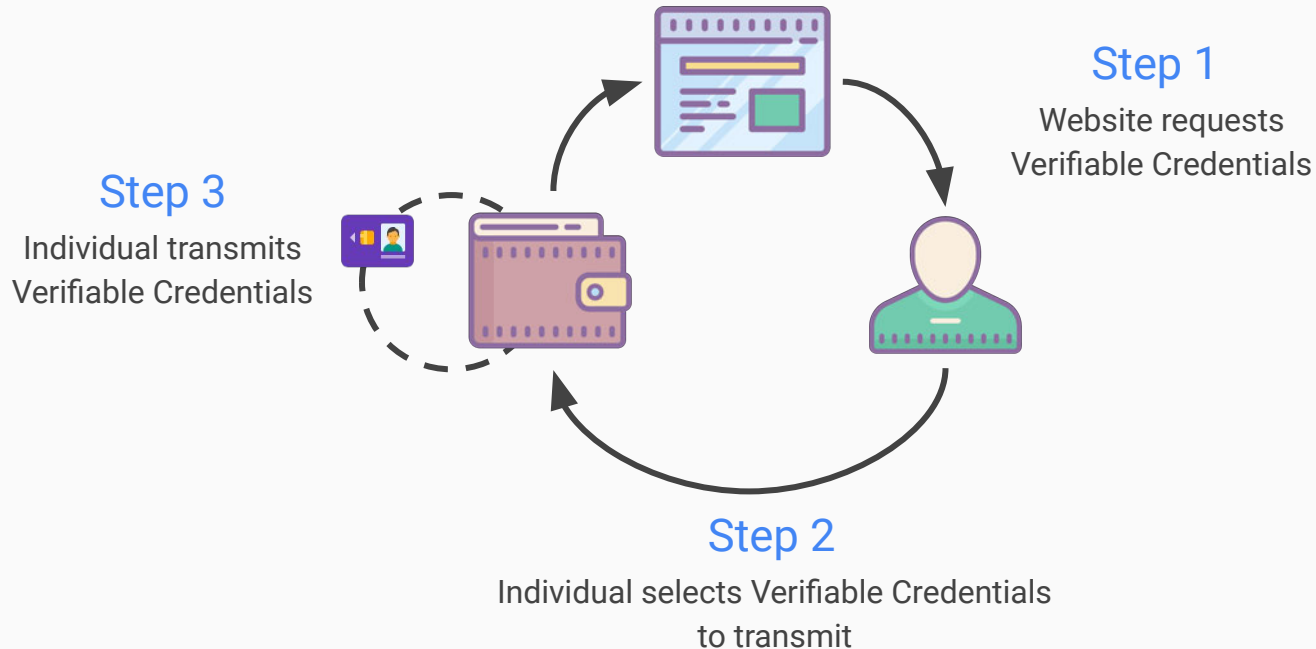 Step 1
Website requests
Verifiable Credentials
Step 2
Individual selects Verifiable Credentials
to transmit
Step 3
Individual transmits
Verifiable Credentials